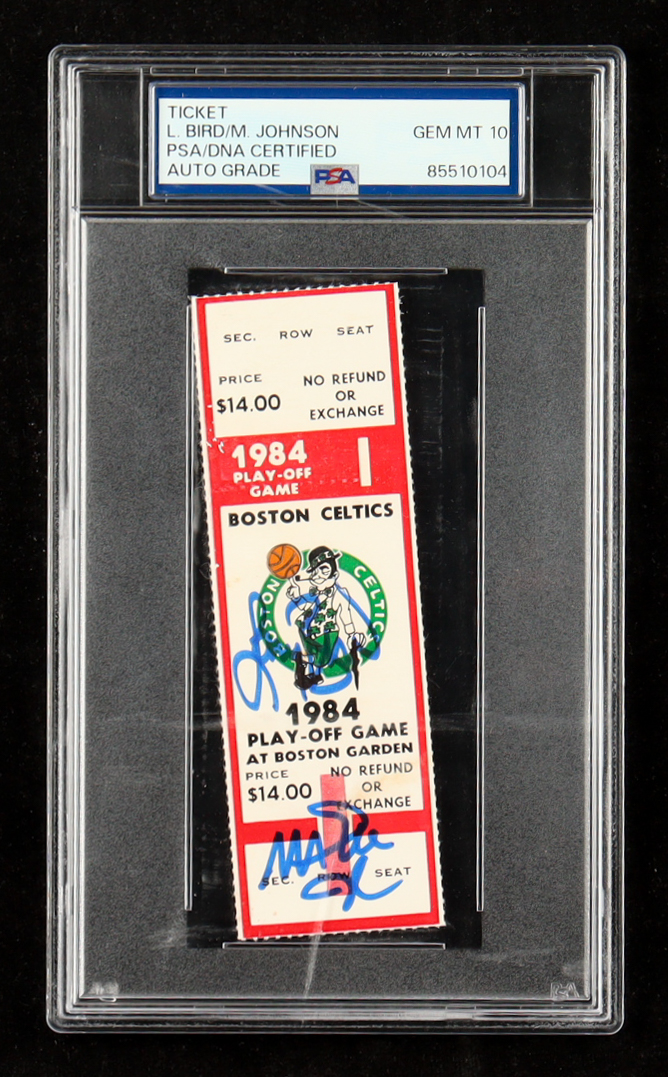 TICKET
L. BIRD/M. JOHNSON GEM MT 10
PSA/DNA CERTIFIED
AUTO GRADE PSA 85510104
SEC. ROW SEAT
PRICE NO REFUND
$14.00 OR
EXCHANGE
1984 1
PLAY-OFF
GAME
BOSTON CELTICS
BOSTON CELTICS
1984
PLAY-OFF GAME
AT BOSTON GARDEN
PRICE NO REFUND
$14.00 OR
EXCHANGE
SEC. ROW SEAT